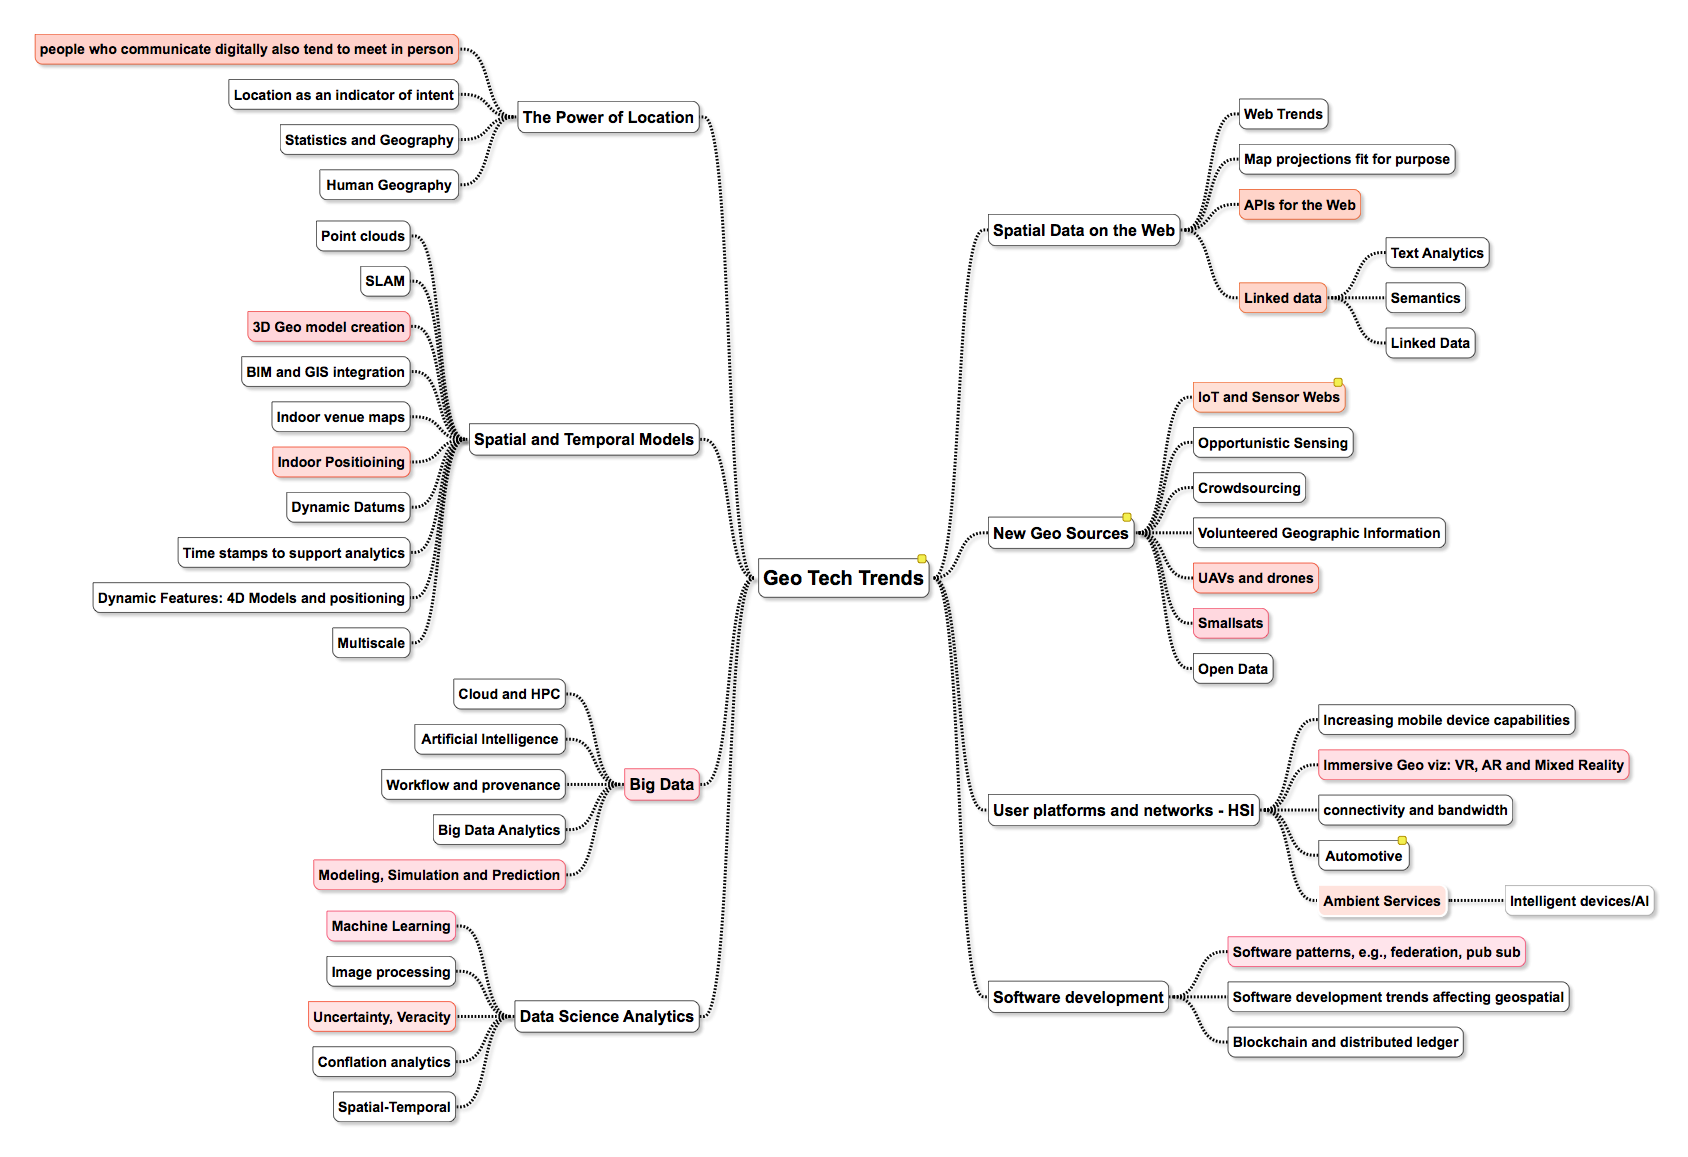 Geo Tech Trends
The Power of Location
people who communicate digitally also tend to meet in person
Location as an indicator of intent
Statistics and Geography
Human Geography
Spatial and Temporal Models
Point clouds
SLAM
3D Geo model creation
BIM and GIS integration
Indoor venue maps
Indoor Positioining
Dynamic Datums
Time stamps to support analytics
Dynamic Features: 4D Models and positioning
Multiscale
Big Data
Cloud and HPC
Artificial Intelligence
Workflow and provenance
Big Data Analytics
Modeling, Simulation and Prediction
Data Science Analytics
Machine Learning
Image processing
Uncertainty, Veracity
Conflation analytics
Spatial-Temporal
Spatial Data on the Web
Web Trends
Map projections fit for purpose
APIs for the Web
Linked data
Text Analytics
Semantics
Linked Data
New Geo Sources
IoT and Sensor Webs
Opportunistic Sensing
Crowdsourcing
Volunteered Geographic Information
UAVs and drones
Smallsats
Open Data
User platforms and networks - HSI
Increasing mobile device capabilities
Immersive Geo viz: VR, AR and Mixed Reality
connectivity and bandwidth
Automotive
Ambient Services
Intelligent devices/AI
Software development
Software patterns, e.g., federation, pub sub
Software development trends affecting geospatial
Blockchain and distributed ledger